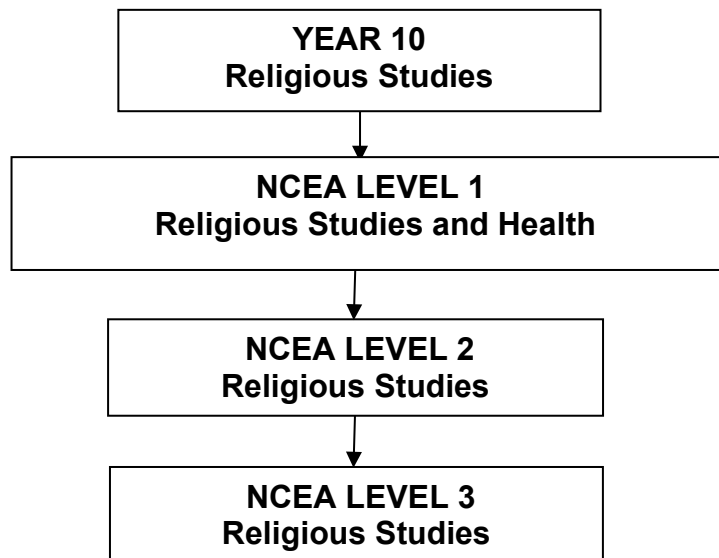 YEAR 10
Religious Studies
NCEA LEVEL 1
Religious Studies and Health
NCEA LEVEL 2
Religious Studies
NCEA LEVEL 3
Religious Studies